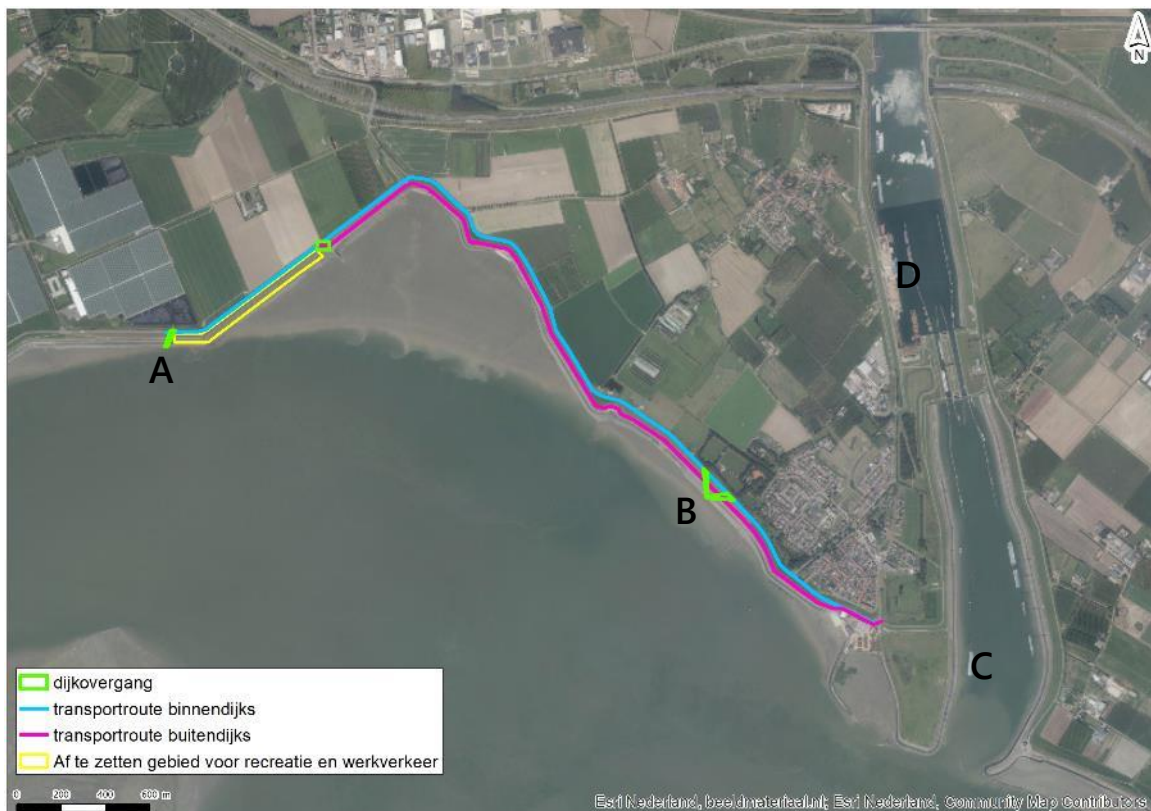 N
D
A
B
C
dijkovergang
transportroute binnendijks
transportroute buitendijks
Af te zetten gebied voor recreatie en werkverkeer
0 200 400 600 m
Esri Nederland, beeldmateriaal.nl; Esri Nederland, Community Map Contributors